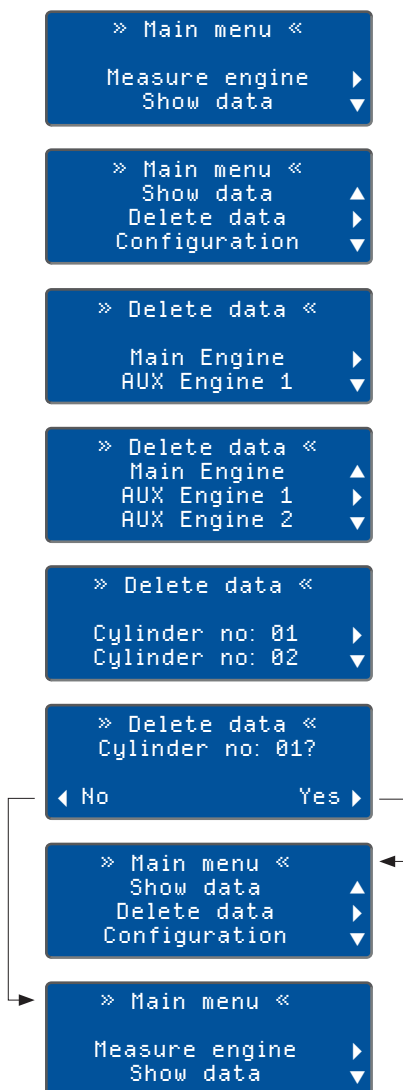 » Main menu «
Measure engine
Show data
» Main menu «
Show data
Delete data
Configuration
» Delete data «
Main Engine
AUX Engine 1
» Delete data «
Main Engine
AUX Engine 1
AUX Engine 2
» Delete data «
Cylinder no: 01
Cylinder no: 02
» Delete data «
Cylinder no: 01?
No Yes
» Main menu «
Show data
Delete data
Configuration
» Main menu «
Measure engine
Show data